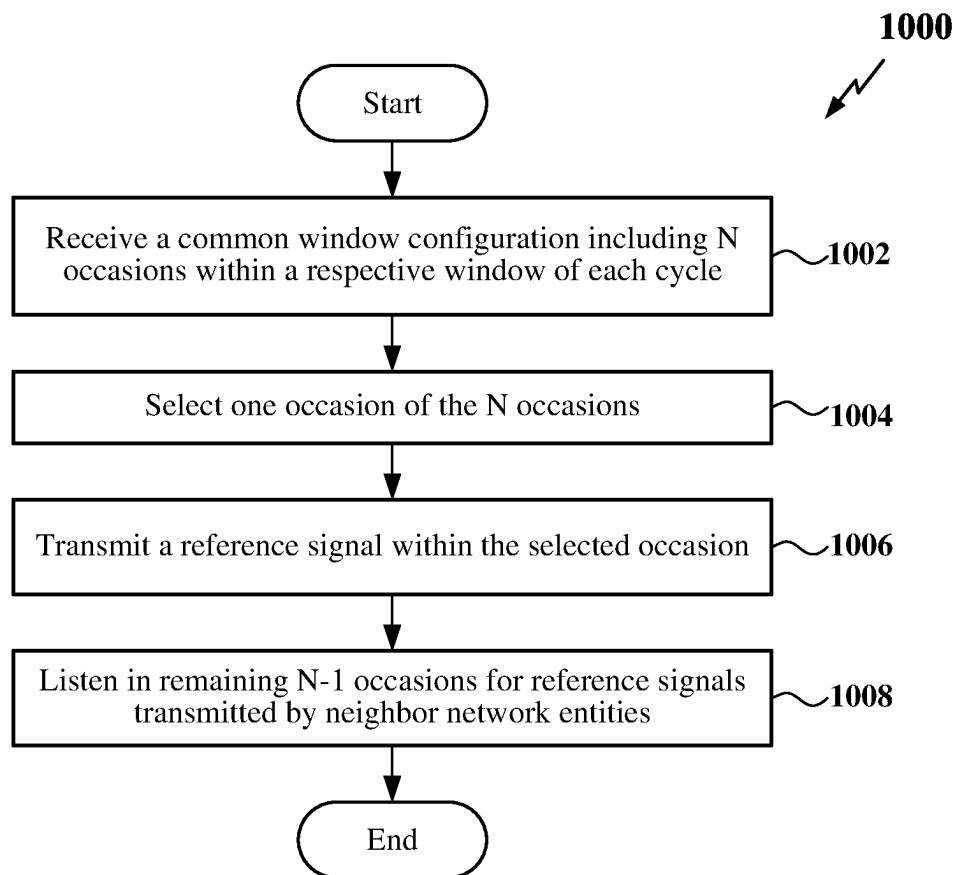 1000
Start
Receive a common window configuration including N
occasions within a respective window of each cycle
1002
Select one occasion of the N occasions
1004
Transmit a reference signal within the selected occasion
1006
Listen in remaining N-1 occasions for reference signals
transmitted by neighbor network entities
1008
End